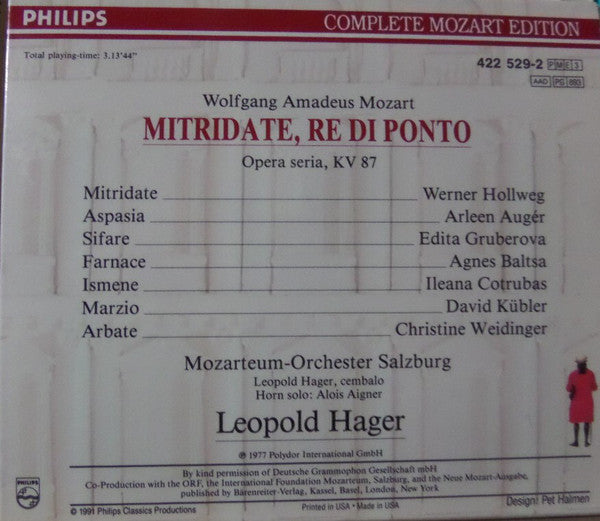 PHILIPS
COMPLETE MOZART EDITION
Total playing-time: 3.13'44"
422 529-2 PM E 3
AAD PG 893
Wolfgang Amadeus Mozart
MITRIDATE, RE DI PONTO
Opera seria, KV 87
Mitridate Werner Hollweg
Aspasia Arleen Augér
Sifare Edita Gruberova
Farnace Agnes Baltsa
Ismene Ileana Cotrubas
Marzio David Kübler
Arbate Christine Weidinger
Mozarteum-Orchester Salzburg
Leopold Hager, cembalo
Horn solo: Alois Aigner
Leopold Hager
℗ 1977 Polydor International GmbH
By kind permission of Deutsche Grammophon Gesellschaft mbH
Co-Production with the ORF, the International Foundation Mozarteum, Salzburg, and the Neue Mozart-Ausgabe,
published by Bärenreiter-Verlag, Kassel, Basel, London, New York
PHILIPS
© 1991 Philips Classics Productions
Printed in USA • Made in USA
Design: Pet Halmen